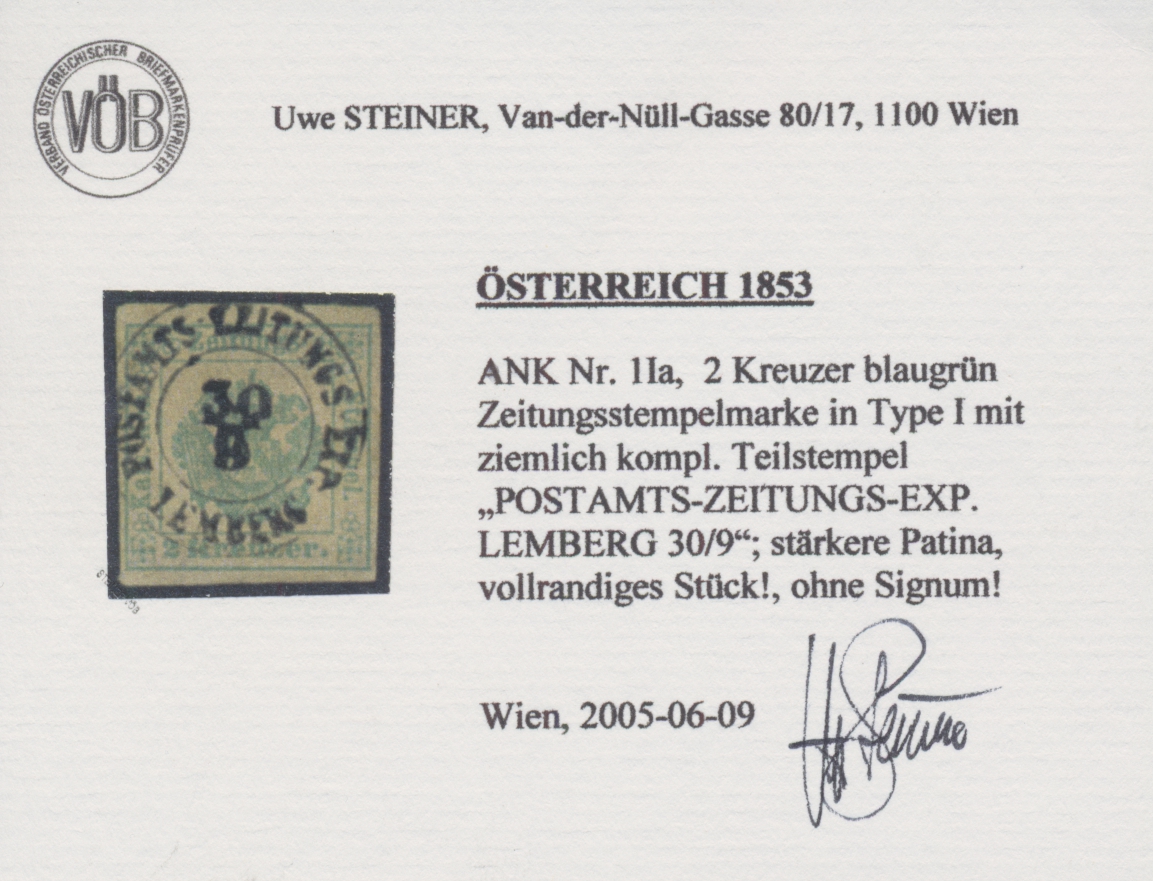 VERBAND ÖSTERREICHISCHER BRIEFMARKENPRÜFER
VÖB
Uwe STEINER, Van-der-Nüll-Gasse 80/17, 1100 Wien
ÖSTERREICH 1853
ANK Nr. 1Ia, 2 Kreuzer blaugrün
Zeitungsstempelmarke in Type I mit
ziemlich kompl. Teilstempel
„POSTAMTS-ZEITUNGS-EXP.
LEMBERG 30/9“; stärkere Patina,
vollrandiges Stück!, ohne Signum!
Wien, 2005-06-09
POSTAMTS-ZEITUNGS
30
9
LEMBERG
2 Kreuzer.